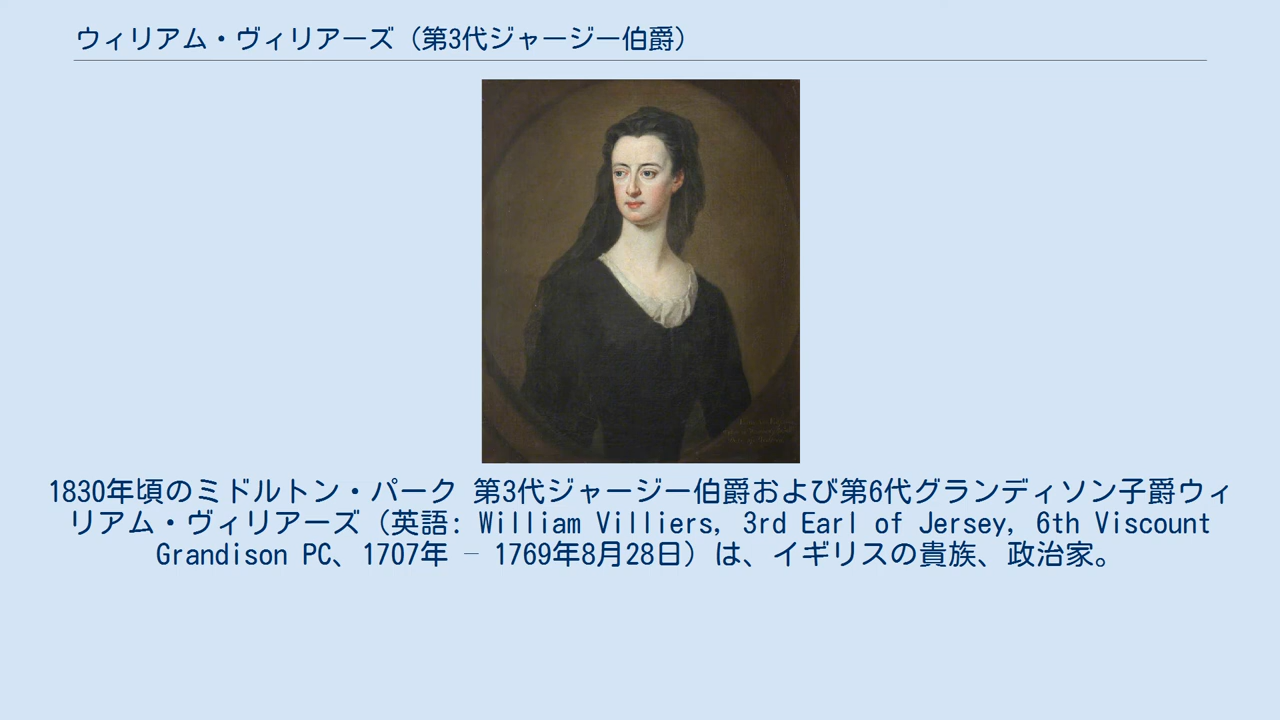 ウィリアム・ヴィリアーズ（第3代ジャージー伯爵）
1830年頃のミドルトン・パーク 第3代ジャージー伯爵および第6代グランディソン子爵ウィ
リアム・ヴィリアーズ（英語: William Villiers, 3rd Earl of Jersey, 6th Viscount
Grandison PC、1707年 – 1769年8月28日）は、イギリスの貴族、政治家。